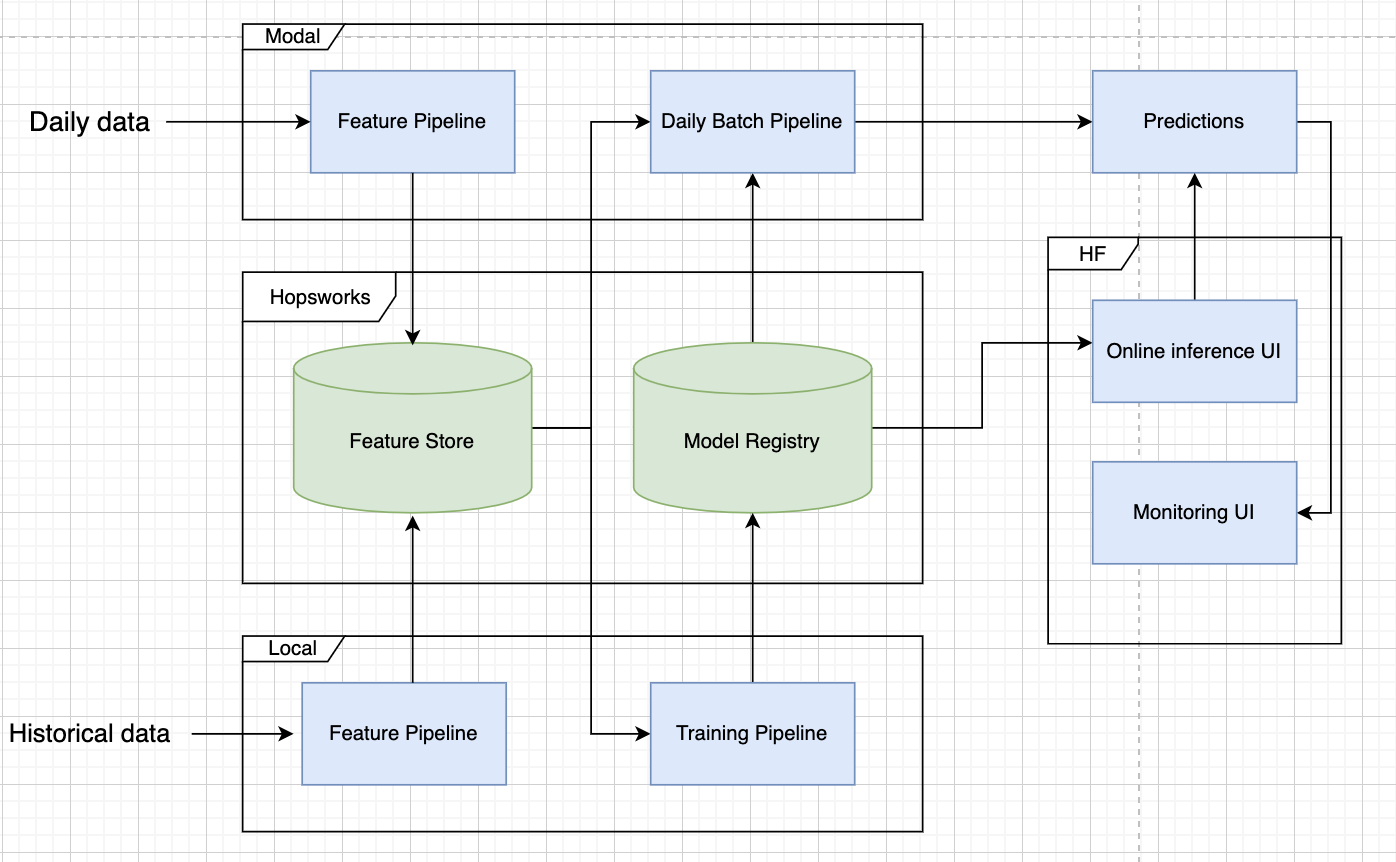 Modal
Daily data
Feature Pipeline
Daily Batch Pipeline
Predictions
HF
Hopsworks
Online inference UI
Feature Store
Model Registry
Monitoring UI
Local
Historical data
Feature Pipeline
Training Pipeline